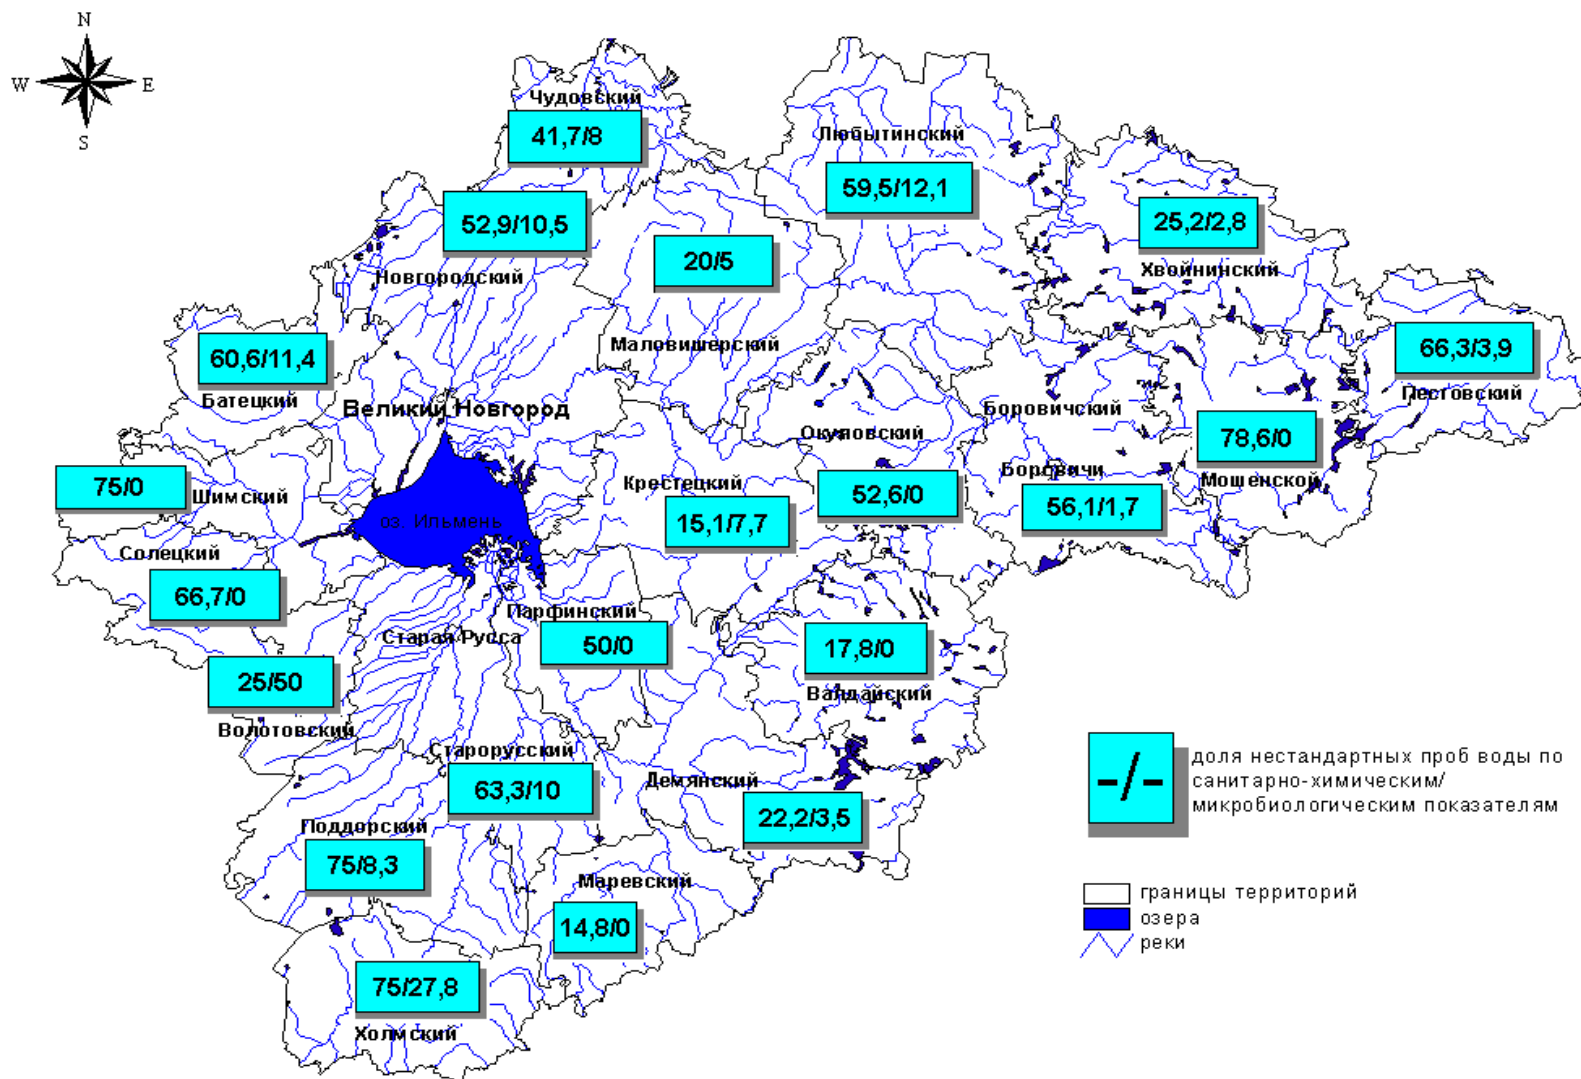 N
W
E
S
Чудовский
41,7/8
Любытинский
59,5/12,1
52,9/10,5
Новгородский
20/5
Маловишерский
25,2/2,8
Хвойнинский
60,6/11,4
Батецкий
66,3/3,9
Пестовский
Великий Новгород
Боровичский
Окуловский
78,6/0
Мошенской
75/0
Шимский
оз. Ильмень
Крестецкий
15,1/7,7
52,6/0
Боровичи
56,1/1,7
Солецкий
66,7/0
Парфинский
50/0
Старая Русса
17,8/0
Валдайский
25/50
Волотовский
Старорусский
63,3/10
Демянский
22,2/3,5
-/-
доля нестандартных проб воды по
санитарно-химическим/
микробиологическим показателям
Поддорский
75/8,3
Маревский
14,8/0
границы территорий
озера
реки
75/27,8
Холмский